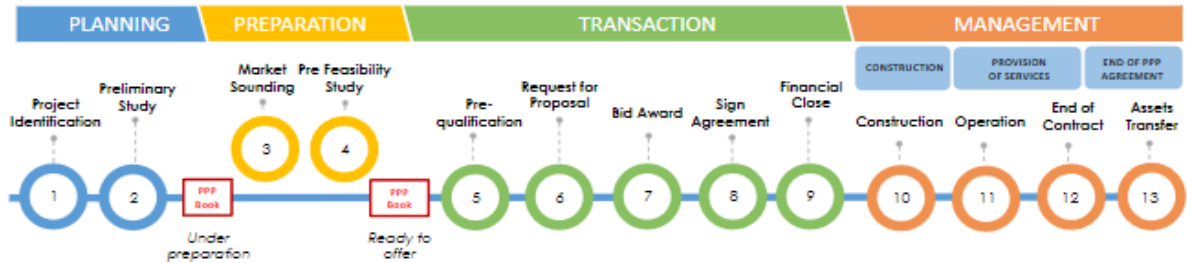 PLANNING
PREPARATION
TRANSACTION
MANAGEMENT
CONSTRUCTION
PROVISION
OF SERVICES
END OF PPP
AGREEMENT
Project
Identification
Preliminary
Study
Market
Sounding
Pre Feasibility
Study
Pre-
qualification
Request for
Proposal
Bid Award
Sign
Agreement
Financial
Close
Construction
Operation
End of
Contract
Assets
Transfer
1
2
PPP
Book
3
4
PPP
Book
5
6
7
8
9
10
11
12
13
Under
preparation
Ready to
offer